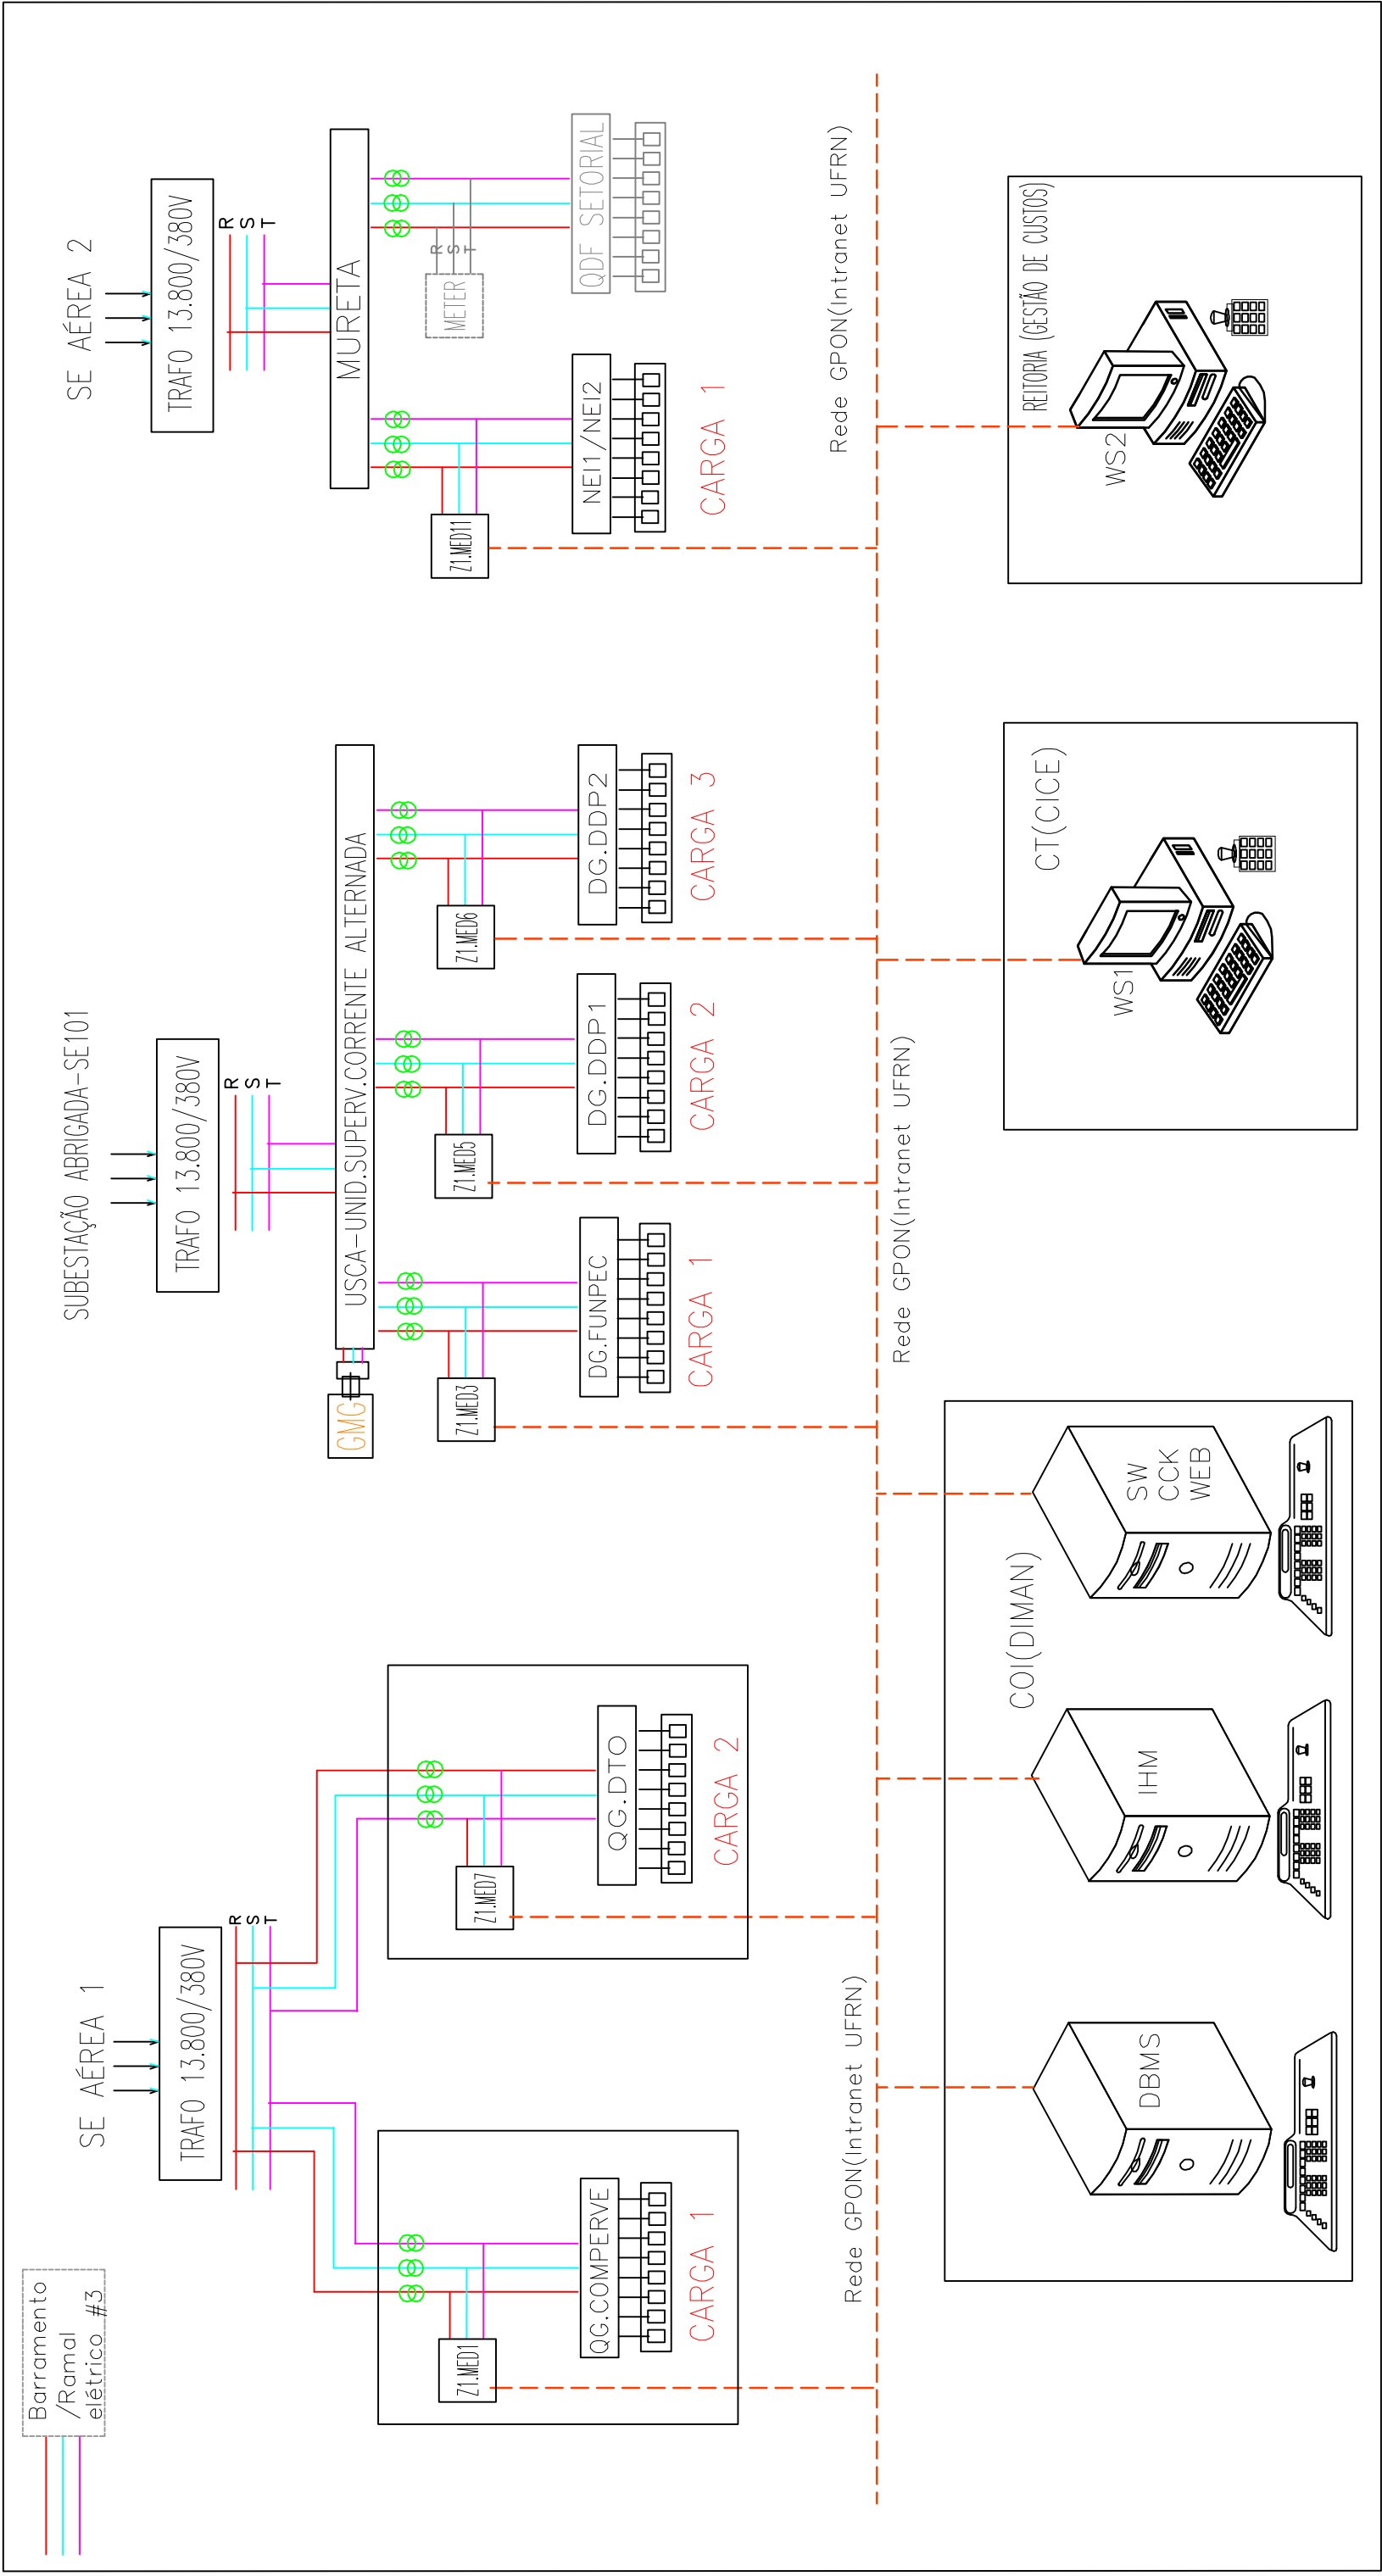 Barramento
/Ramal
elétrico #3
SE AÉREA 1
TRAFO 13.800/380V
R
S
T
Z1.MED1
QG.COMPERVE
CARGA 1
Z1.MED7
QG.DTO
CARGA 2
SUBESTAÇÃO ABRIGADA-SE101
TRAFO 13.800/380V
R
S
T
GMG
USCA-UNID.SUPERV.CORRENTE ALTERNADA
Z1.MED3
DG.FUNPEC
CARGA 1
Z1.MED5
DG.DDP1
CARGA 2
Z1.MED6
DG.DDP2
CARGA 3
SE AÉREA 2
TRAFO 13.800/380V
R
S
T
MURETA
Z1.MED11
NEI1/NEI2
CARGA 1
METER
R
S
T
QDF SETORIAL
Rede GPON(Intranet UFRN)
Rede GPON(Intranet UFRN)
Rede GPON(Intranet UFRN)
COI(DIMAN)
DBMS
IHM
SW
CCK
WEB
CT(CICE)
WS1
REITORIA (GESTÃO DE CUSTOS)
WS2